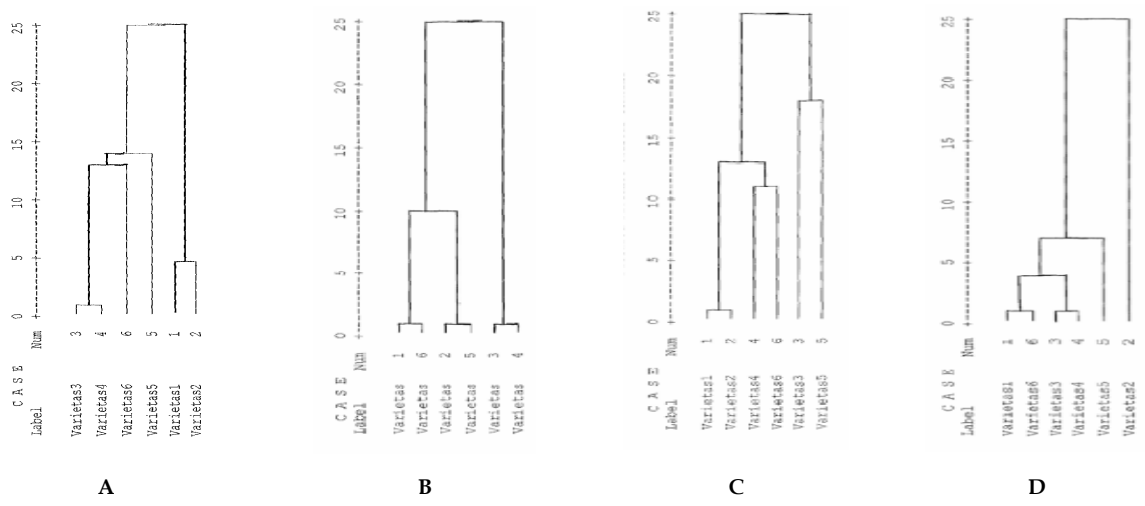 0 5 10 15 20 25
C A S E
Label Num
Varietas3 3
Varietas4 4
Varietas6 6
Varietas5 5
Varietas1 1
Varietas2 2
A
0 5 10 15 20 25
C A S E
Label Num
Varietas 1
Varietas 6
Varietas 2
Varietas 5
Varietas 3
Varietas 4
B
0 5 10 15 20 25
C A S E
Label Num
Varietas1 1
Varietas2 2
Varietas4 4
Varietas6 6
Varietas3 3
Varietas5 5
C
0 5 10 15 20 25
C A S E
Label Num
Varietas1 1
Varietas6 6
Varietas3 3
Varietas4 4
Varietas5 5
Varietas2 2
D